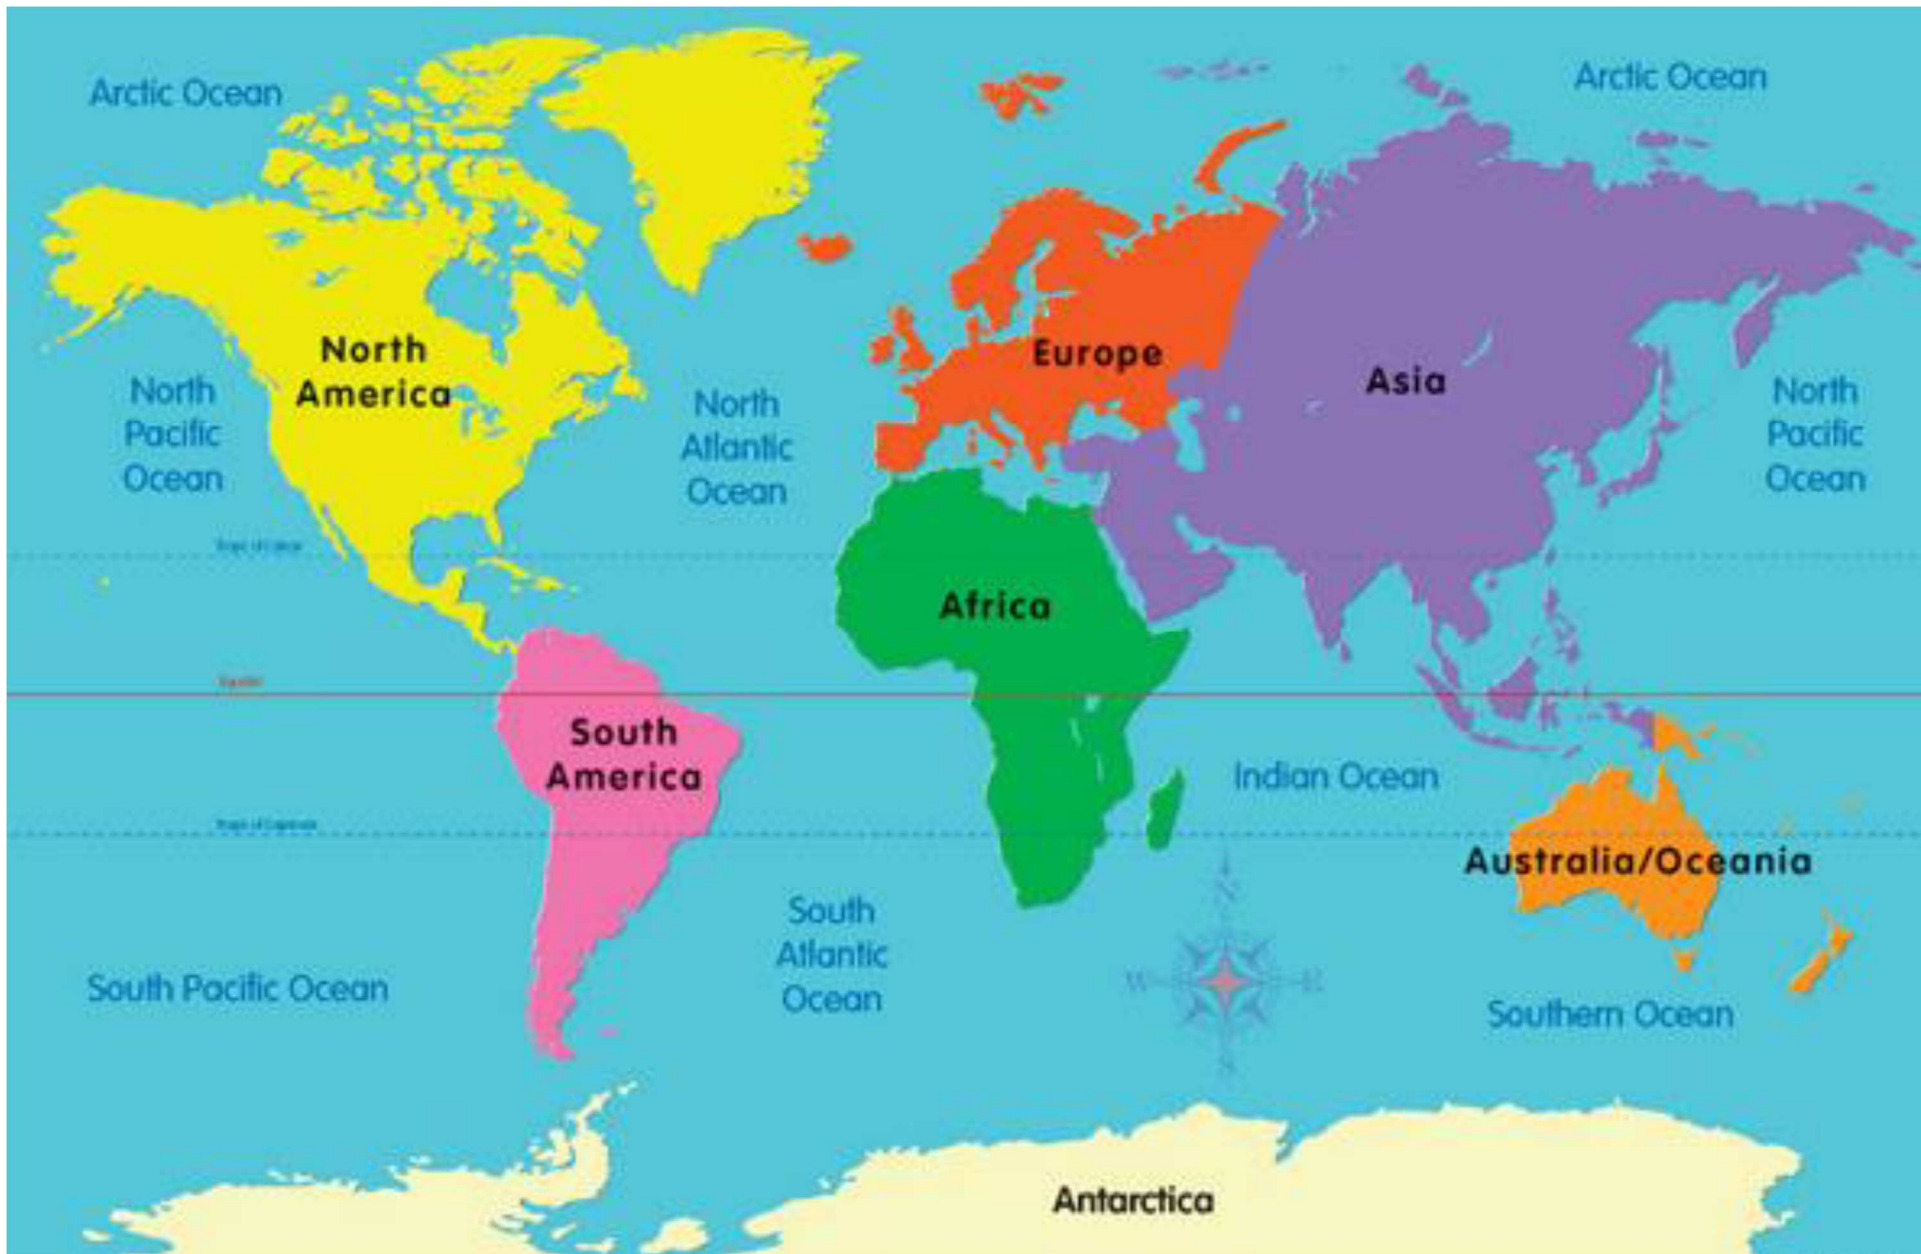 Arctic Ocean
Arctic Ocean
North
America
Europe
Asia
North
Pacific
Ocean
North
Atlantic
Ocean
North
Pacific
Ocean
Africa
Equator
South
America
Indian Ocean
Australia/Oceania
N
W
E
S
South
Atlantic
Ocean
South Pacific Ocean
Southern Ocean
Antarctica